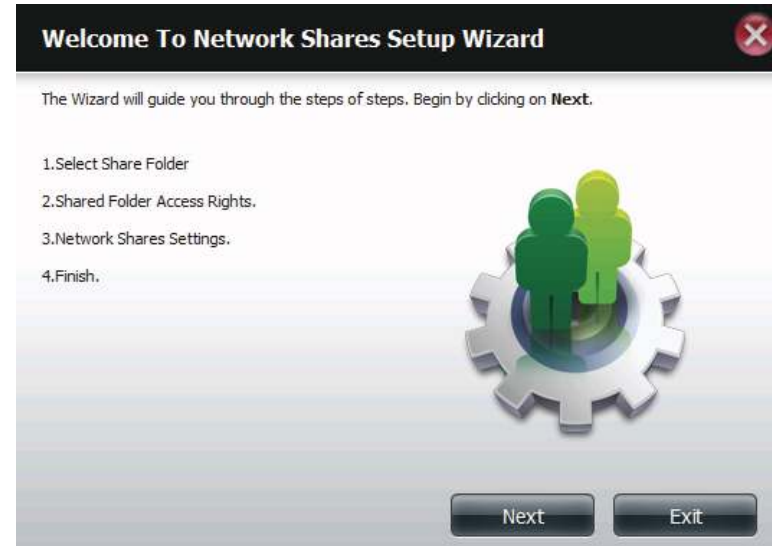 Welcome To Network Shares Setup Wizard
The Wizard will guide you through the steps of steps. Begin by clicking on Next.
1.Select Share Folder
2.Shared Folder Access Rights.
3.Network Shares Settings.
4.Finish.
Next
Exit